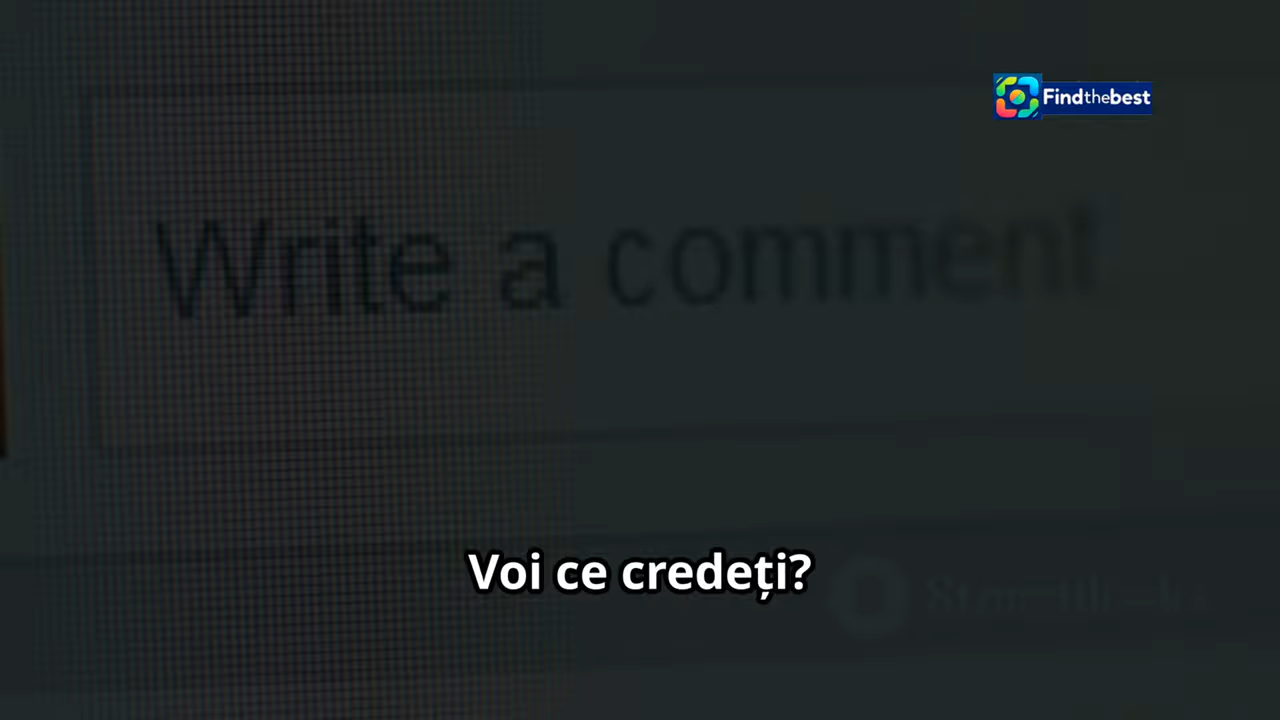 Findthebest
Write a comment
Voi ce credeți?